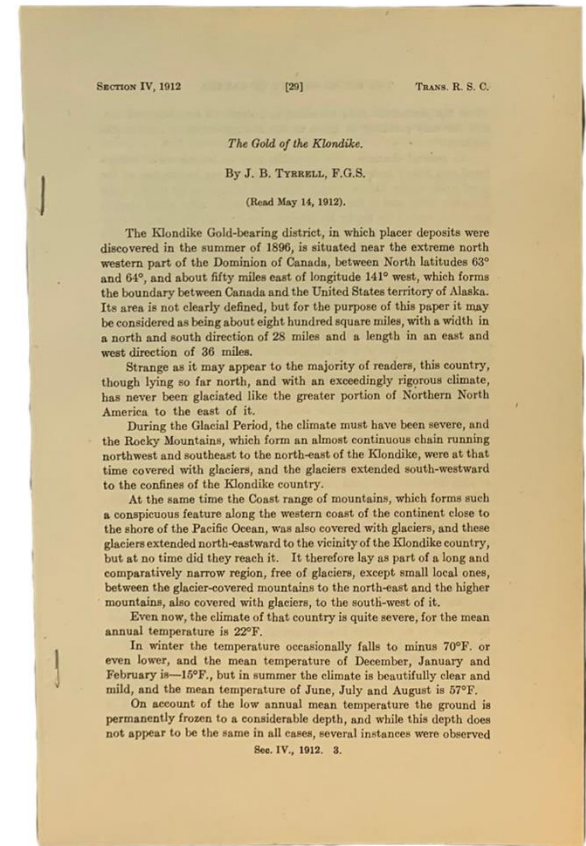 SECTION IV, 1912 [29] TRANS. R. S. C.
The Gold of the Klondike.
By J. B. TYRRELL, F.G.S.
(Read May 14, 1912).
The Klondike Gold-bearing district, in which placer deposits were
discovered in the summer of 1896, is situated near the extreme north
western part of the Dominion of Canada, between North latitudes 63°
and 64°, and about fifty miles east of longitude 141° west, which forms
the boundary between Canada and the United States territory of Alaska.
Its area is not clearly defined, but for the purpose of this paper it may
be considered as being about eight hundred square miles, with a width in
a north and south direction of 28 miles and a length in an east and
west direction of 36 miles.
Strange as it may appear to the majority of readers, this country,
though lying so far north, and with an exceedingly rigorous climate,
has never been glaciated like the greater portion of Northern North
America to the east of it.
During the Glacial Period, the climate must have been severe, and
the Rocky Mountains, which form an almost continuous chain running
northwest and southeast to the north-east of the Klondike, were at that
time covered with glaciers, and the glaciers extended south-westward
to the confines of the Klondike country.
At the same time the Coast range of mountains, which forms such
a conspicuous feature along the western coast of the continent close to
the shore of the Pacific Ocean, was also covered with glaciers, and these
glaciers extended north-eastward to the vicinity of the Klondike country,
but at no time did they reach it. It therefore lay as part of a long and
comparatively narrow region, free of glaciers, except small local ones,
between the glacier-covered mountains to the north-east and the higher
mountains, also covered with glaciers, to the south-west of it.
Even now, the climate of that country is quite severe, for the mean
annual temperature is 22°F.
In winter the temperature occasionally falls to minus 70°F. or
even lower, and the mean temperature of December, January and
February is—15°F., but in summer the climate is beautifully clear and
mild, and the mean temperature of June, July and August is 57°F.
On account of the low annual mean temperature the ground is
permanently frozen to a considerable depth, and while this depth does
not appear to be the same in all cases, several instances were observed
Sec. IV., 1912. 3.